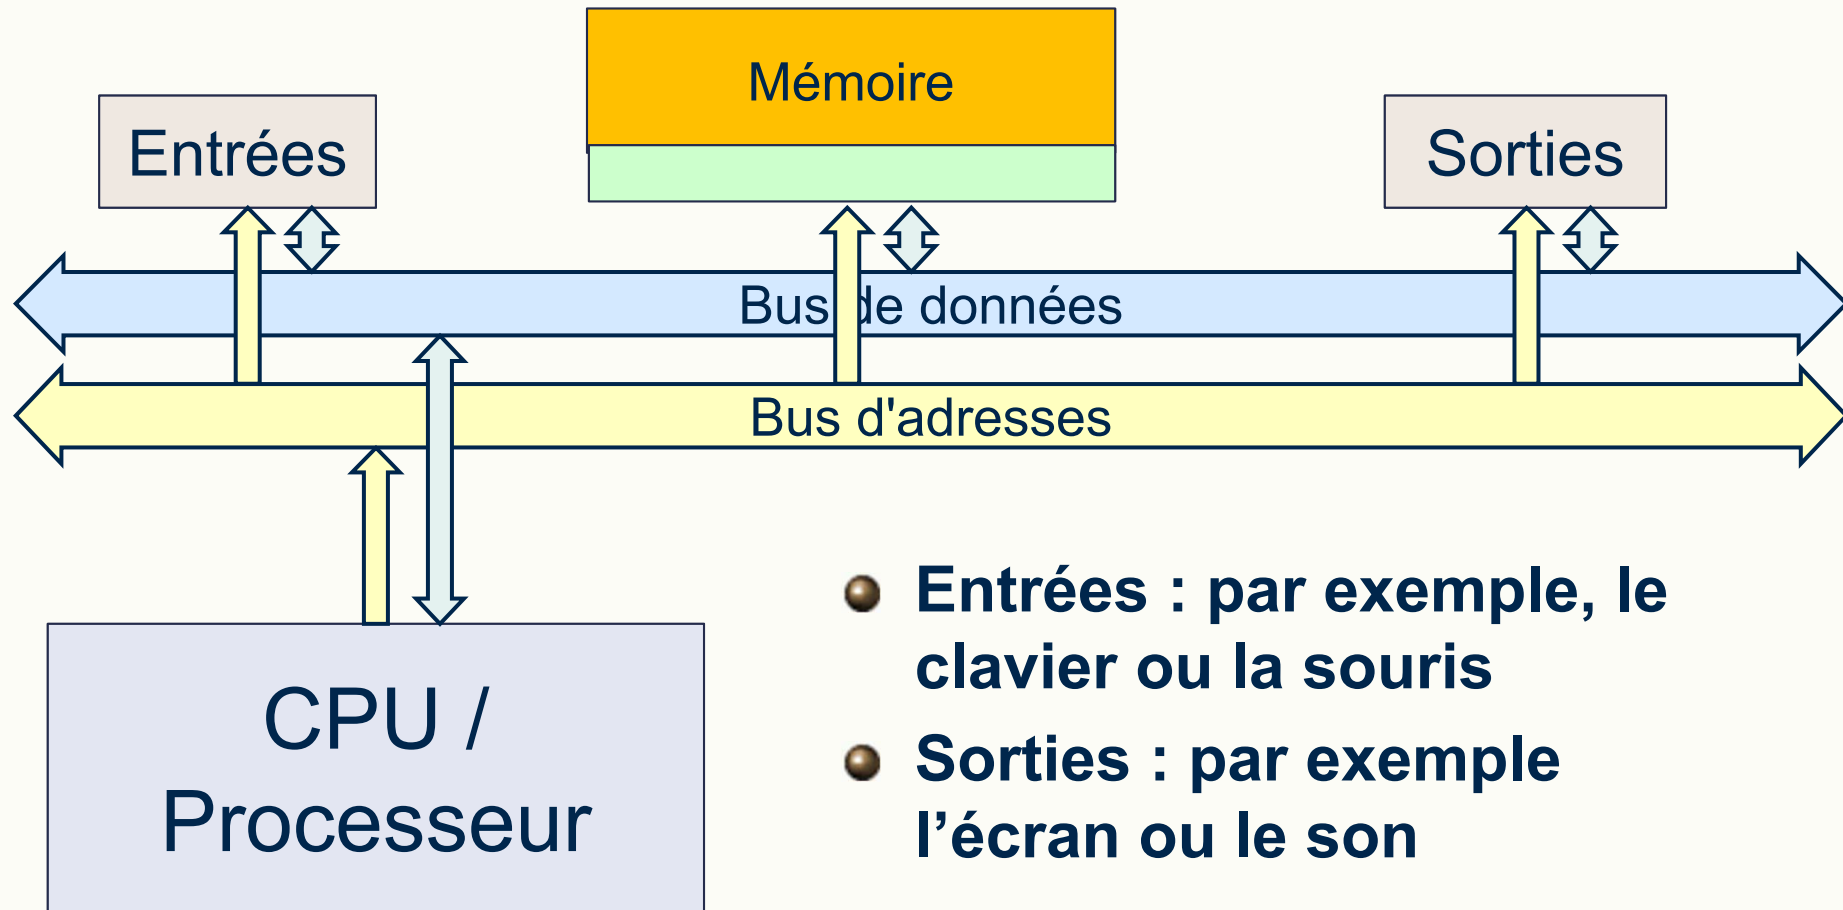 Mémoire
Entrées
Sorties
Bus de données
Bus d'adresses
CPU /
Processeur
Entrées : par exemple, le
clavier ou la souris
Sorties : par exemple
l’écran ou le son